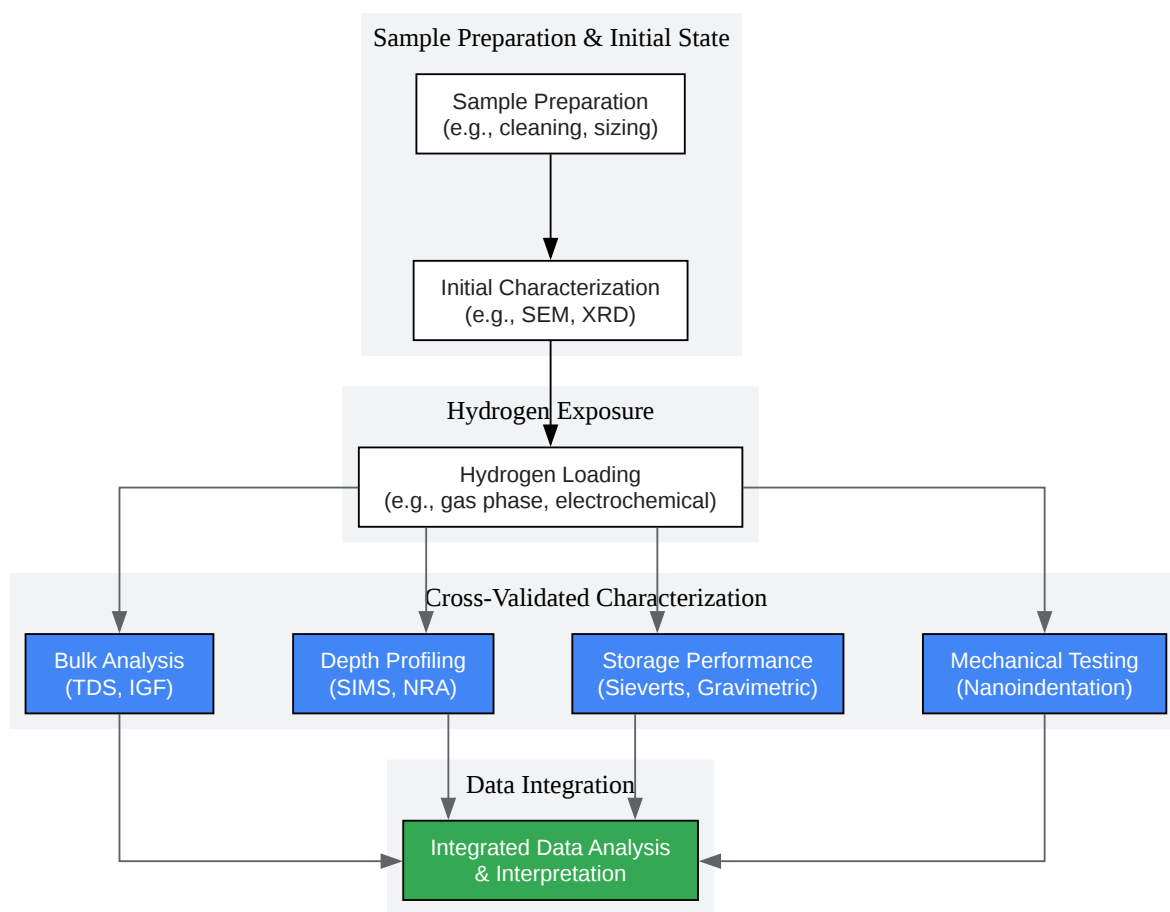 Sample Preparation & Initial State
Sample Preparation
(e.g., cleaning, sizing)
Initial Characterization
(e.g., SEM, XRD)
Hydrogen Exposure
Hydrogen Loading
(e.g., gas phase, electrochemical)
Cross-Validated Characterization
Bulk Analysis
(TDS, IGF)
Depth Profiling
(SIMS, NRA)
Storage Performance
(Sieverts, Gravimetric)
Mechanical Testing
(Nanoindentation)
Data Integration
Integrated Data Analysis
& Interpretation